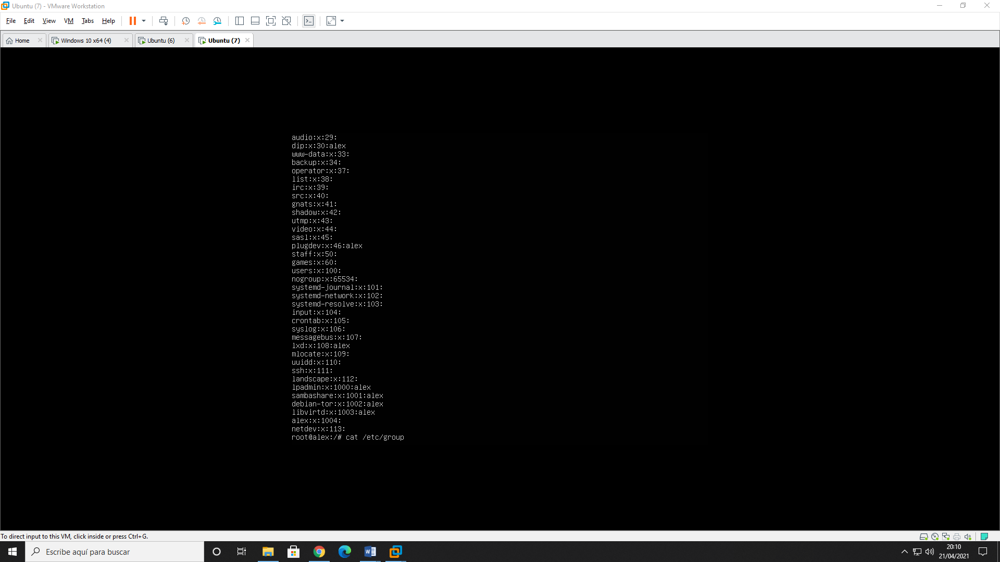 Ubuntu (7) - VMware Workstation
File Edit View VM Tabs Help
Home Windows 10 x64 (4) Ubuntu (6) Ubuntu (7)
audio:x:29:
dip:x:30:alex
www-data:x:33:
backup:x:34:
operator:x:37:
list:x:38:
irc:x:39:
src:x:40:
gnats:x:41:
shadow:x:42:
utmp:x:43:
video:x:44:
sasl:x:45:
plugdev:x:46:alex
staff:x:50:
games:x:60:
users:x:100:
nogroup:x:65534:
systemd-journal:x:101:
systemd-network:x:102:
systemd-resolve:x:103:
input:x:104:
crontab:x:105:
syslog:x:106:
messagebus:x:107:
lxd:x:108:alex
mlocate:x:109:
uuidd:x:110:
ssh:x:111:
landscape:x:112:
lpadmin:x:1000:alex
sambashare:x:1001:alex
debian-tor:x:1002:alex
libvirtd:x:1003:alex
alex:x:1004:
netdev:x:113:
root@alex:/# cat /etc/group
To direct input to this VM, click inside or press Ctrl+G.
Escribe aquí para buscar
20:10
21/04/2021